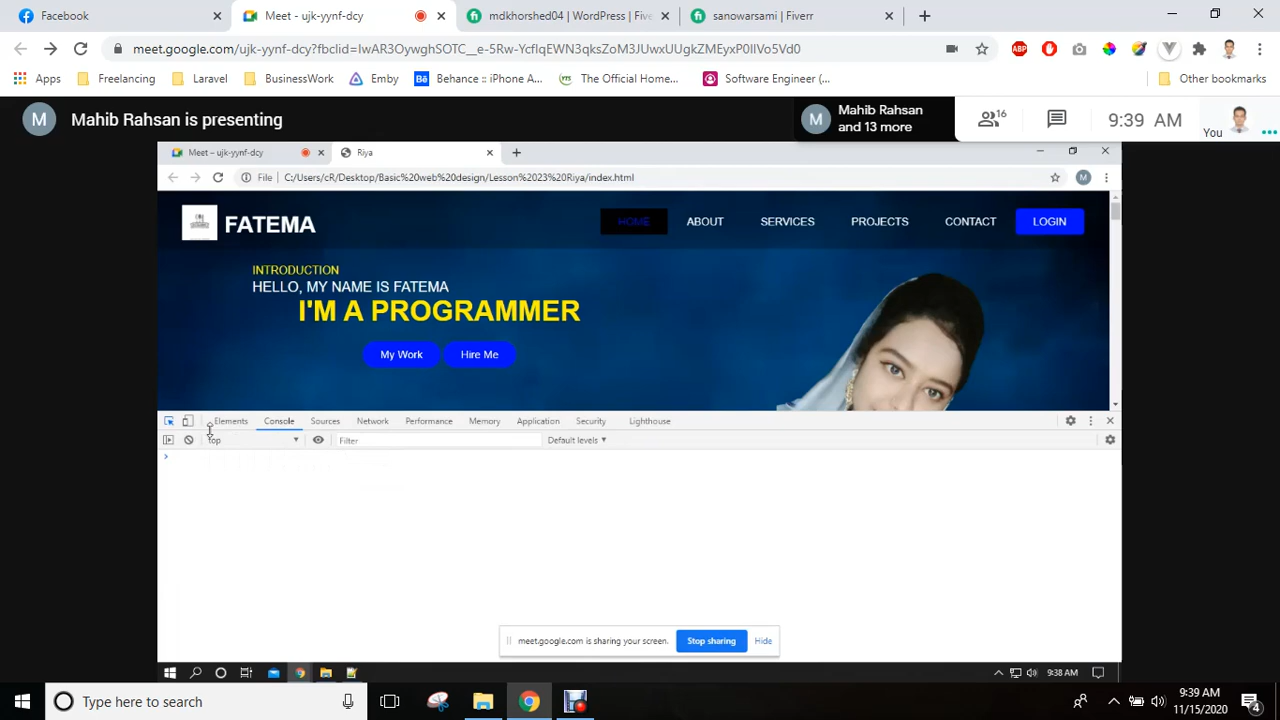 Facebook
Meet - ujk-yynf-dcy
mdkhorshed04 | WordPress | Five
sanowarsami | Fiverr
meet.google.com/ujk-yynf-dcy?fbclid=IwAR3OywghSOTC__e-5Rw-YcflqEWN3qksZoM3JUwxUUgkZMEyxP0IIVo5Vd0
Apps
Freelancing
Laravel
BusinessWork
Emby
Behance :: iPhone A...
The Official Home...
Software Engineer (...
Other bookmarks
M
Mahib Rahsan is presenting
M
Mahib Rahsan
and 13 more
16
9:39 AM
You
Meet – ujk-yynf-dcy
Riya
File | C:/Users/cR/Desktop/Basic%20web%20design/Lesson%2023%20Riya/index.html
M
FATEMA
HOME
ABOUT
SERVICES
PROJECTS
CONTACT
LOGIN
INTRODUCTION
HELLO, MY NAME IS FATEMA
I'M A PROGRAMMER
My Work
Hire Me
Elements
Console
Sources
Network
Performance
Memory
Application
Security
Lighthouse
top
Filter
Default levels
meet.google.com is sharing your screen.
Stop sharing
Hide
9:38 AM
Type here to search
9:39 AM
11/15/2020
4